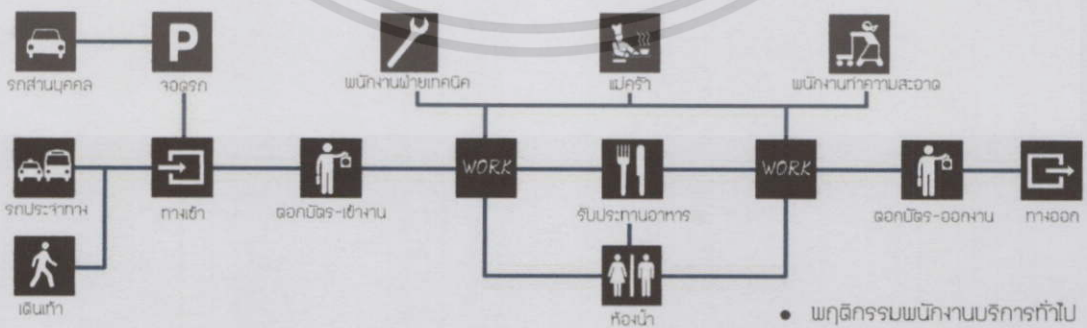 P
รถส่วนบุคคล
จอดรถ
พนักงานฝ่ายเทคนิค
แม่ครัว
พนักงานทำความสะอาด
WORK
WORK
รถประจำทาง
ทางเข้า
ตอกบัตร-เข้างาน
รับประทานอาหาร
ตอกบัตร-ออกงาน
ทางออก
เดินเท้า
ห้องน้ำ
• พฤติกรรมพนักงานบริการทั่วไป